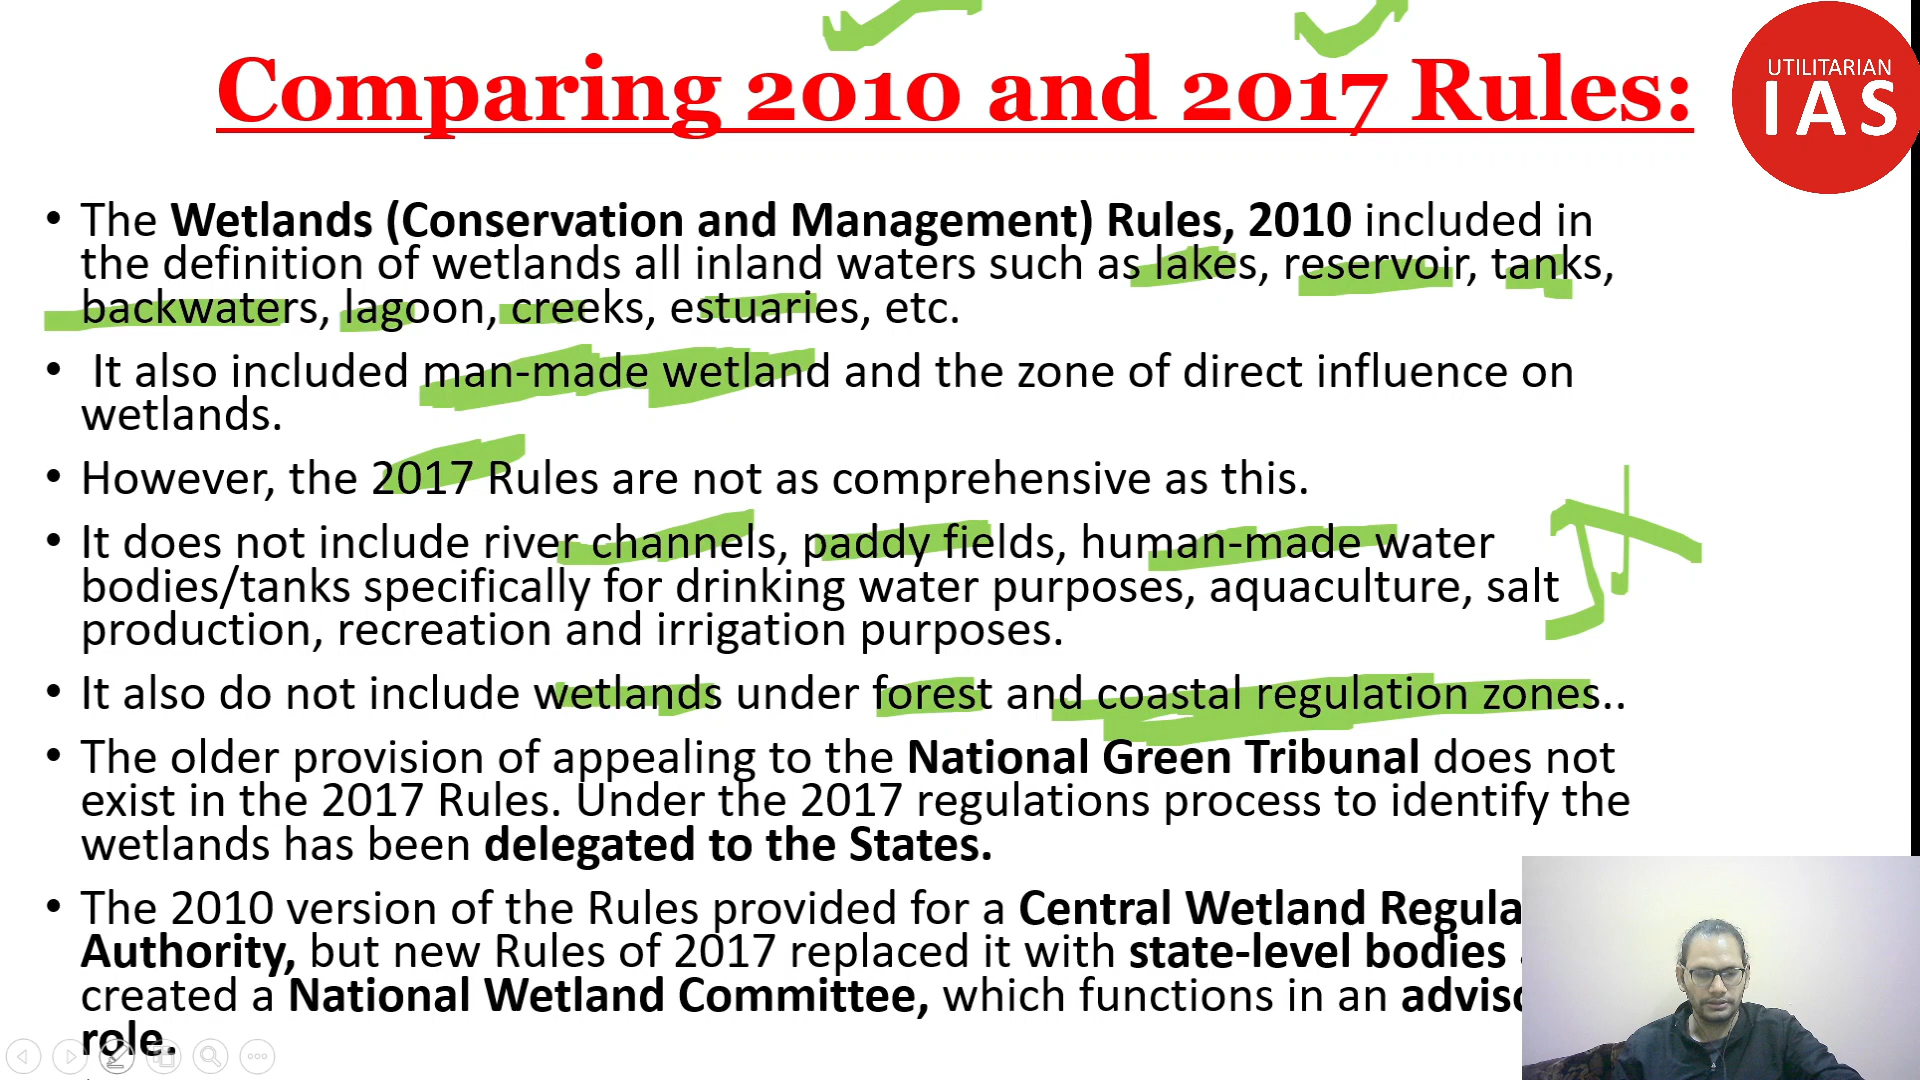 Comparing 2010 and 2017 Rules:
UTILITARIAN
IAS
• The Wetlands (Conservation and Management) Rules, 2010 included in
the definition of wetlands all inland waters such as lakes, reservoir, tanks,
backwaters, lagoon, creeks, estuaries, etc.
• It also included man-made wetland and the zone of direct influence on
wetlands.
• However, the 2017 Rules are not as comprehensive as this.
• It does not include river channels, paddy fields, human-made water
bodies/tanks specifically for drinking water purposes, aquaculture, salt
production, recreation and irrigation purposes.
• It also do not include wetlands under forest and coastal regulation zones..
• The older provision of appealing to the National Green Tribunal does not
exist in the 2017 Rules. Under the 2017 regulations process to identify the
wetlands has been delegated to the States.
• The 2010 version of the Rules provided for a Central Wetland Regula
Authority, but new Rules of 2017 replaced it with state-level bodies
created a National Wetland Committee, which functions in an adviso
role.